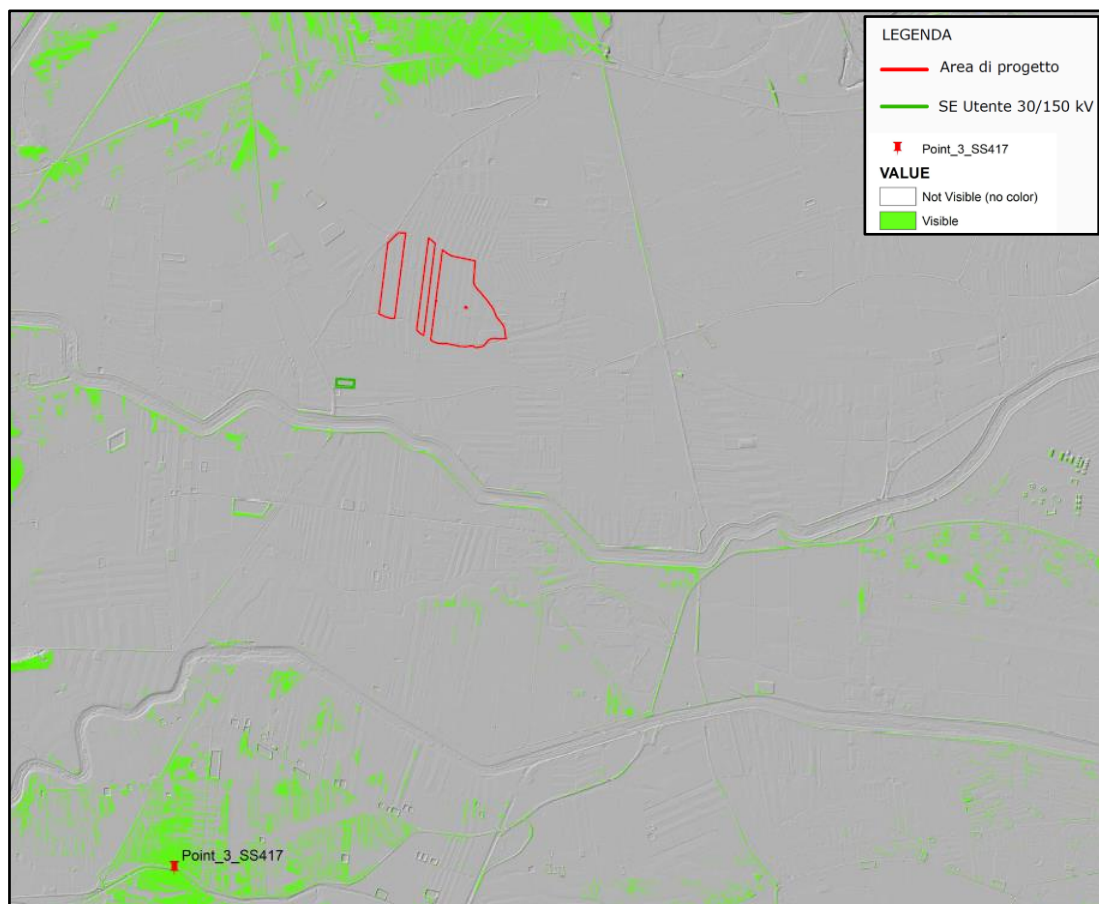 LEGENDA
Area di progetto
SE Utente 30/150 kV
Point_3_SS417
VALUE
Not Visible (no color)
Visible
Point_3_SS417